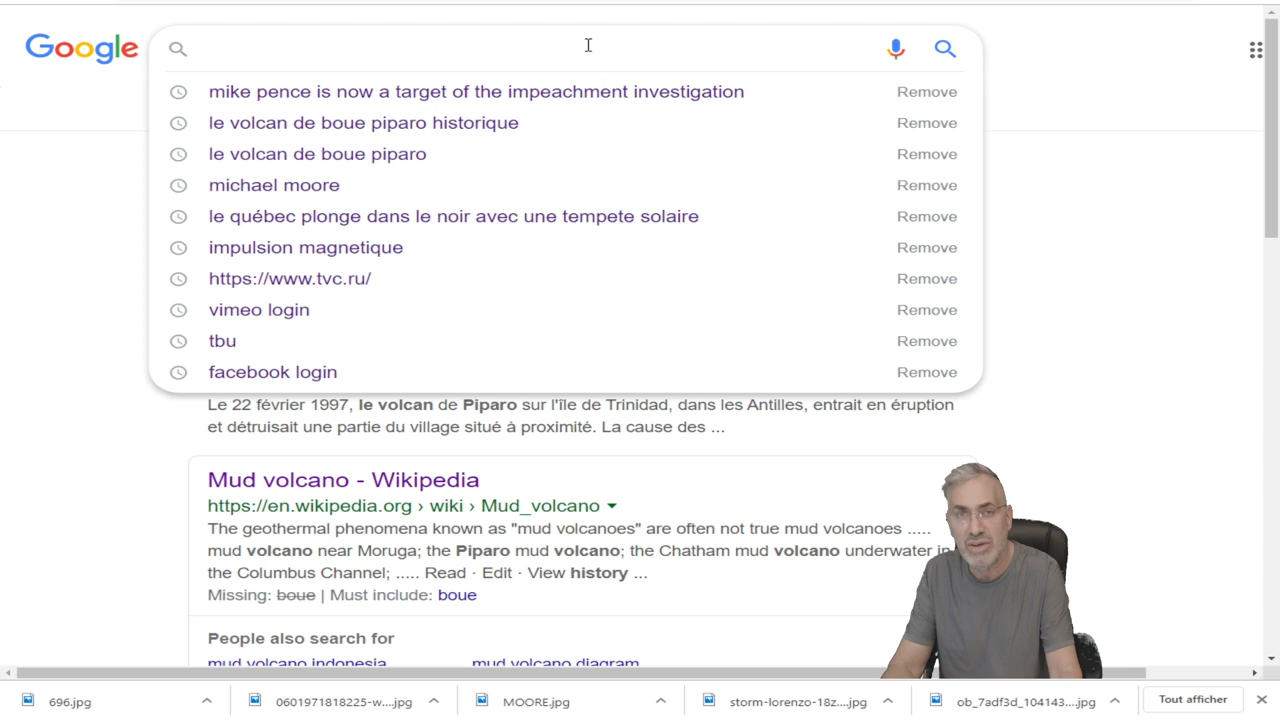 Google
mike pence is now a target of the impeachment investigation Remove
le volcan de boue piparo historique Remove
le volcan de boue piparo Remove
michael moore Remove
le québec plonge dans le noir avec une tempete solaire Remove
impulsion magnetique Remove
https://www.tvc.ru/ Remove
vimeo login Remove
tbu Remove
facebook login Remove
Le 22 février 1997, le volcan de Piparo sur l'île de Trinidad, dans les Antilles, entrait en éruption
et détruisait une partie du village situé à proximité. La cause des ...
Mud volcano - Wikipedia
https://en.wikipedia.org › wiki › Mud_volcano
The geothermal phenomena known as "mud volcanoes" are often not true mud volcanoes .....
mud volcano near Moruga; the Piparo mud volcano; the Chatham mud volcano underwater in
the Columbus Channel; ..... Read · Edit · View history ...
Missing: boue | Must include: boue
People also search for
mud volcano indonesia mud volcano diagram
696.jpg 0601971818225-w....jpg MOORE.jpg storm-lorenzo-18z....jpg ob_7adf3d_104143....jpg Tout afficher